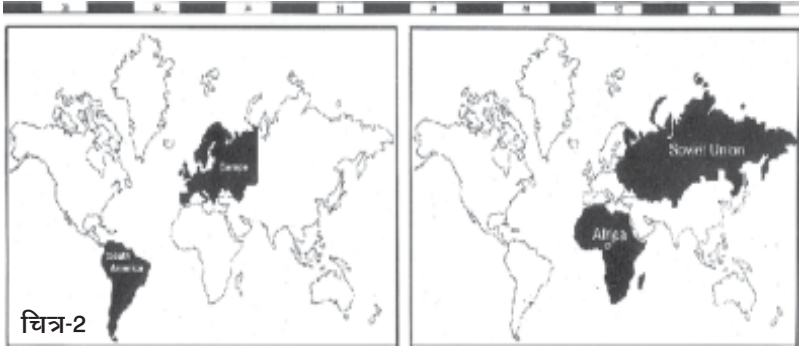 Europe
South
America
चित्र-2
Soviet Union
Africa